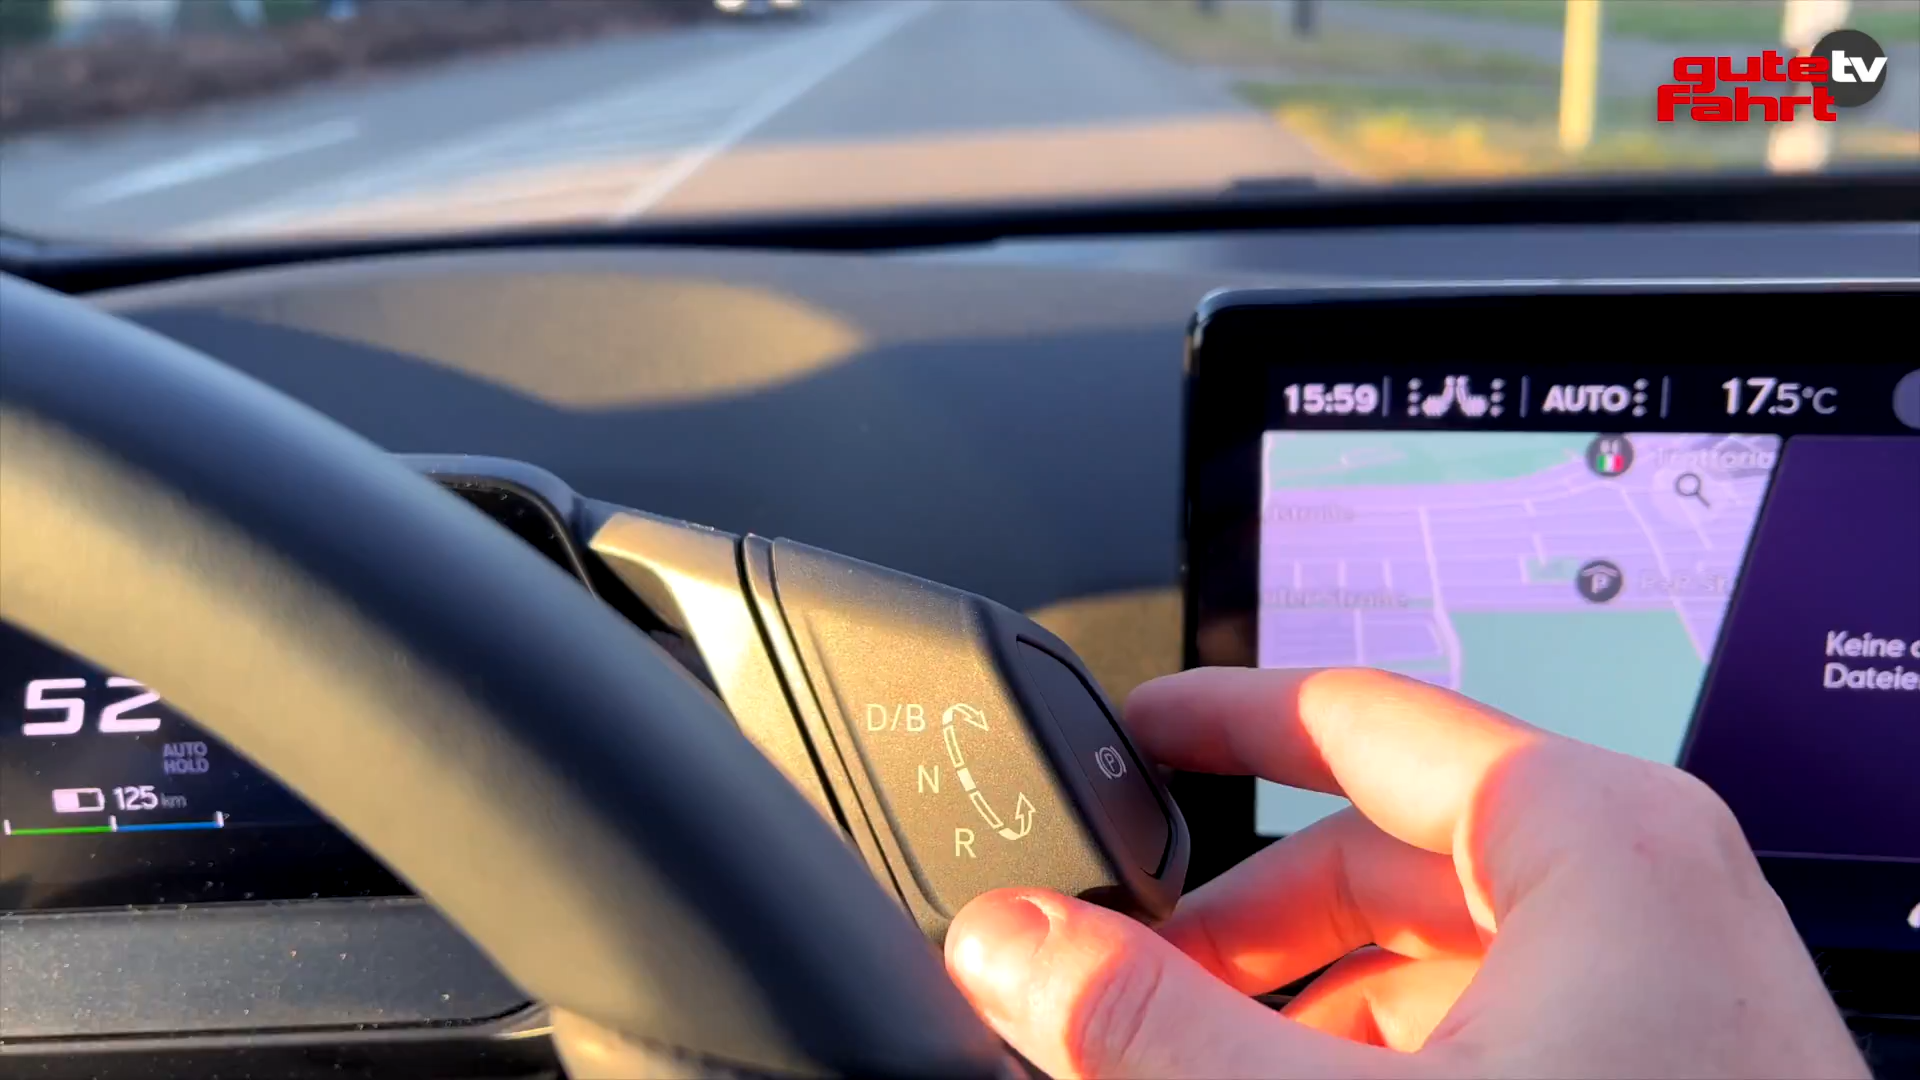 gute tv
Fahrt
15:59
AUTO
17.5°C
Keine
Dateie
D/B
N
R
P
P
52
AUTO
HOLD
125 km